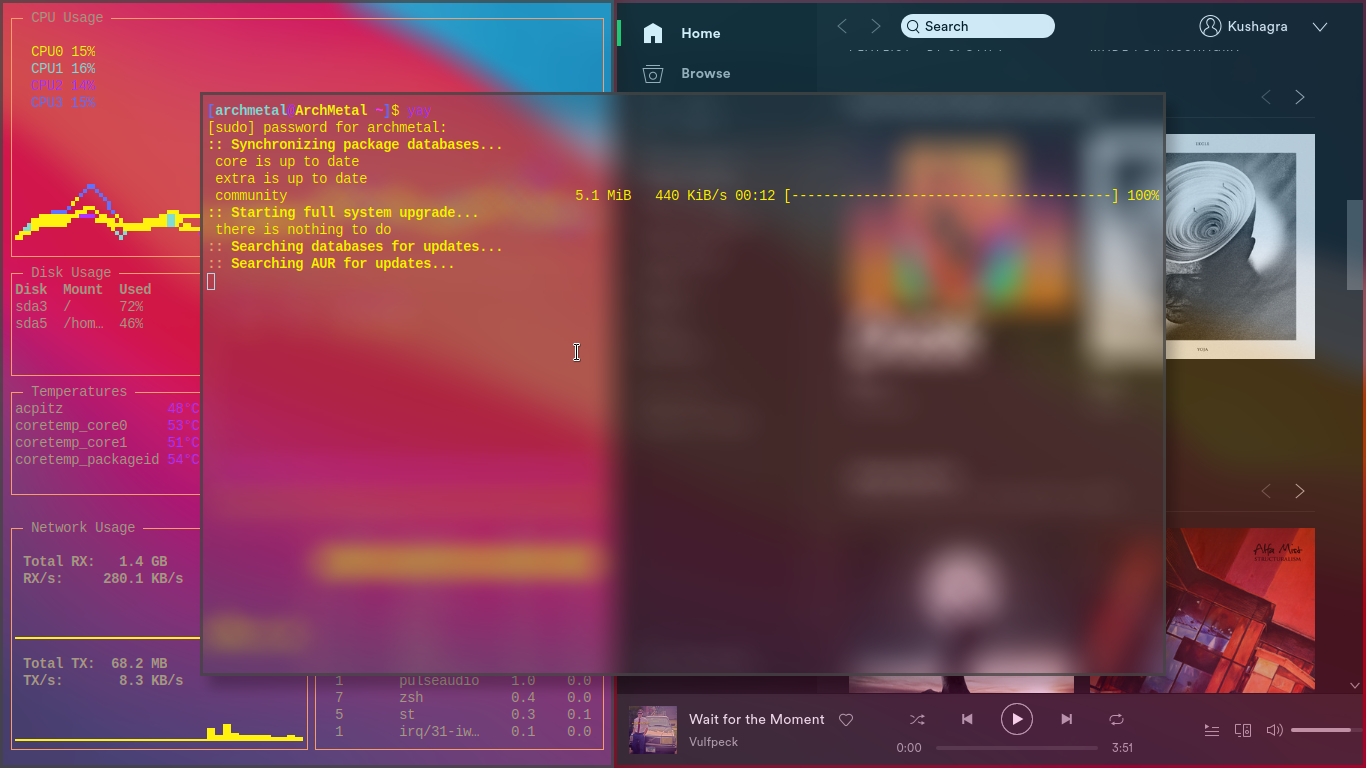 CPU Usage
CPU0 15%
CPU1 16%
CPU2 14%
CPU3 15%
Disk Usage
Disk Mount Used
sda3 / 72%
sda5 /hom… 46%
Temperatures
acpitz 48°C
coretemp_core0 53°C
coretemp_core1 51°C
coretemp_packageid 54°C
Network Usage
Total RX: 1.4 GB
RX/s: 280.1 KB/s
Total TX: 68.2 MB
TX/s: 8.3 KB/s
1 pulseaudio 1.0 0.0
7 zsh 0.4 0.0
5 st 0.3 0.1
1 irq/31-iw… 0.1 0.0
[archmetal@ArchMetal ~]$ yay
[sudo] password for archmetal:
:: Synchronizing package databases...
core is up to date
extra is up to date
community 5.1 MiB 440 KiB/s 00:12 [----------------------------------------] 100%
:: Starting full system upgrade...
there is nothing to do
:: Searching databases for updates...
:: Searching AUR for updates...
Home
Browse
Search
Kushagra
STRUCTURALISM
Wait for the Moment
Vulfpeck
0:00
3:51